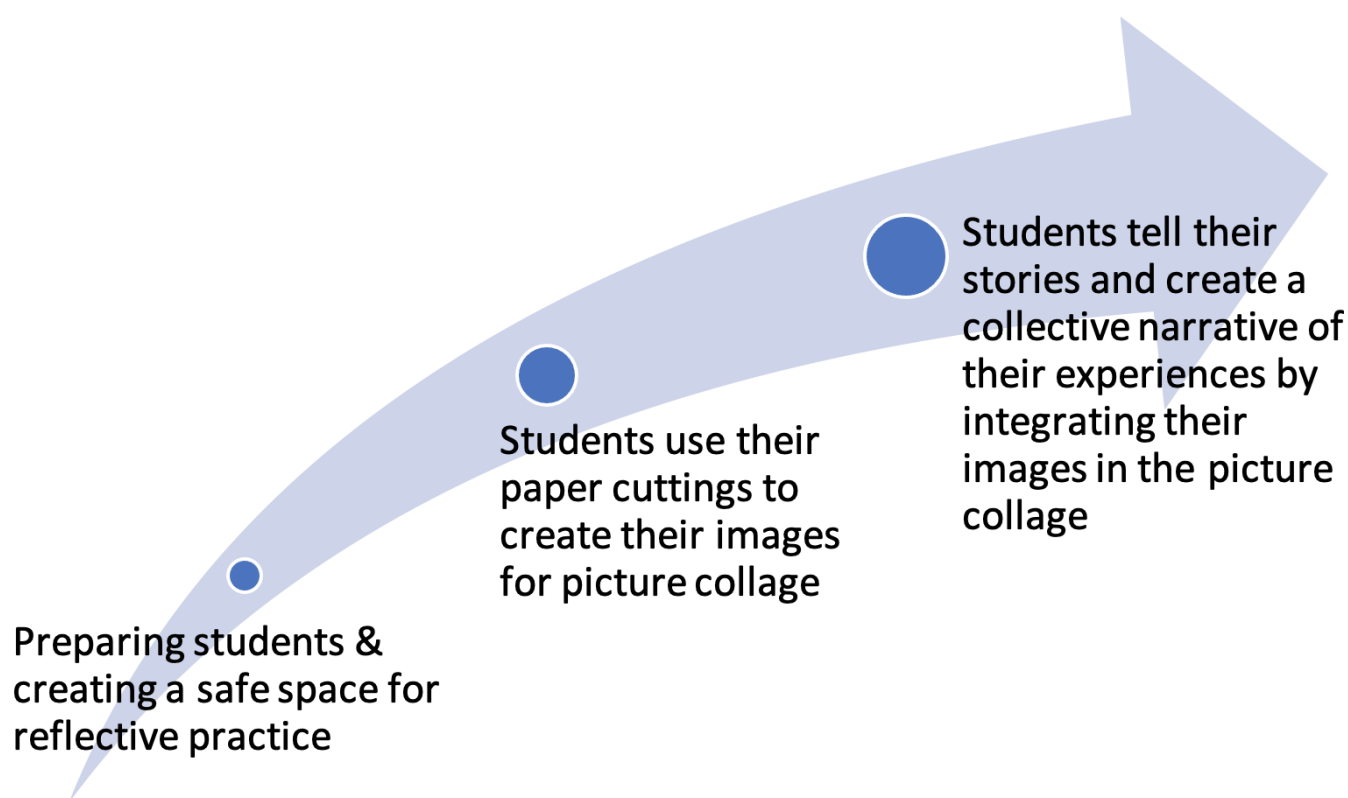 Preparing students &
creating a safe space for
reflective practice
Students use their
paper cuttings to
create their images
for picture collage
Students tell their
stories and create a
collective narrative of
their experiences by
integrating their
images in the picture
collage